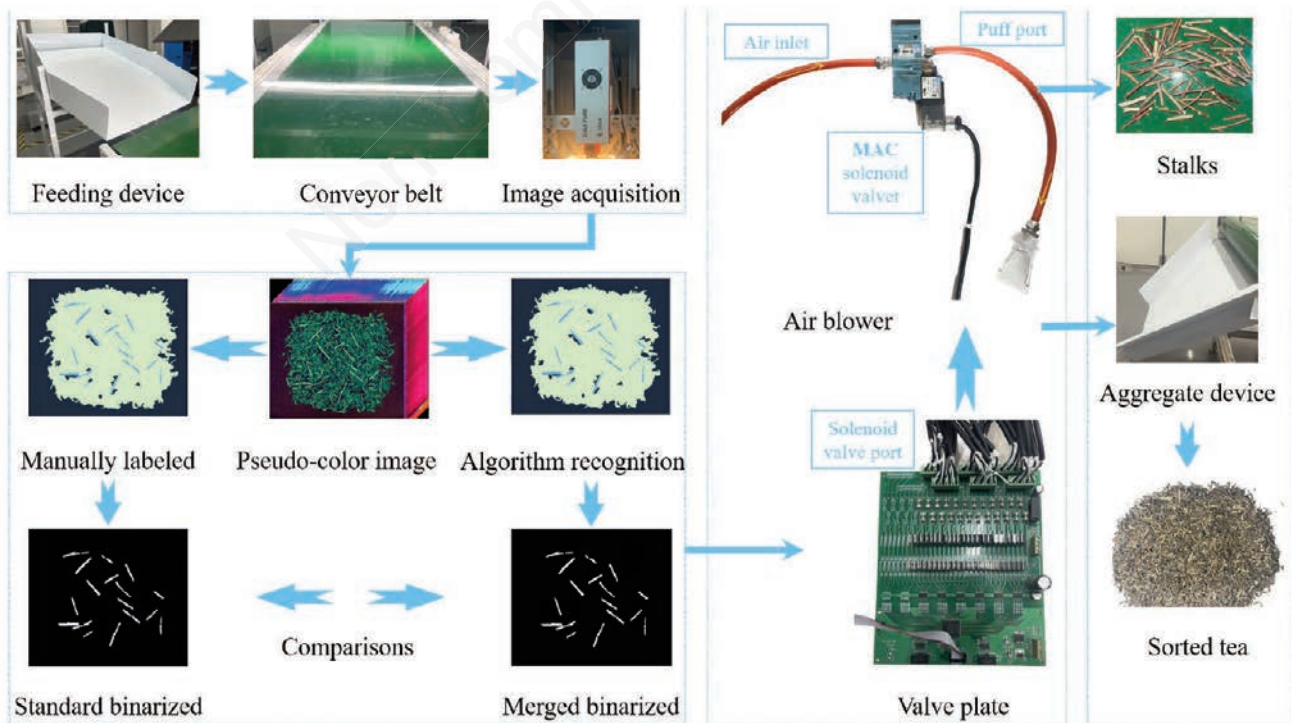 Feeding device
Conveyor belt
Image acquisition
Manually labeled
Pseudo-color image
Algorithm recognition
Standard binarized
Comparisons
Merged binarized
Air inlet
Puff port
MAC
solenoid
valvet
Air blower
Solenoid
valve port
Valve plate
Stalks
Aggregate device
Sorted tea